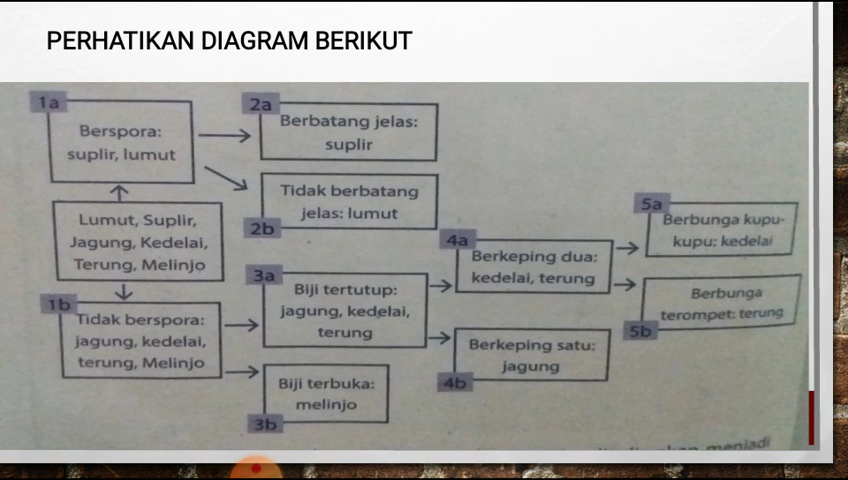 PERHATIKAN DIAGRAM BERIKUT
1a
Berspora:
suplir, lumut
2a
Berbatang jelas:
suplir
Tidak berbatang
jelas: lumut
2b
Lumut, Suplir,
Jagung, Kedelai,
Terung, Melinjo
1b
Tidak berspora:
jagung, kedelai,
terung, Melinjo
3a
Biji tertutup:
jagung, kedelai,
terung
Biji terbuka:
melinjo
3b
4a
Berkeping dua:
kedelai, terung
Berkeping satu:
jagung
4b
5a
Berbunga kupu-
kupu: kedelai
Berbunga
terompet: terung
5b
menjadi